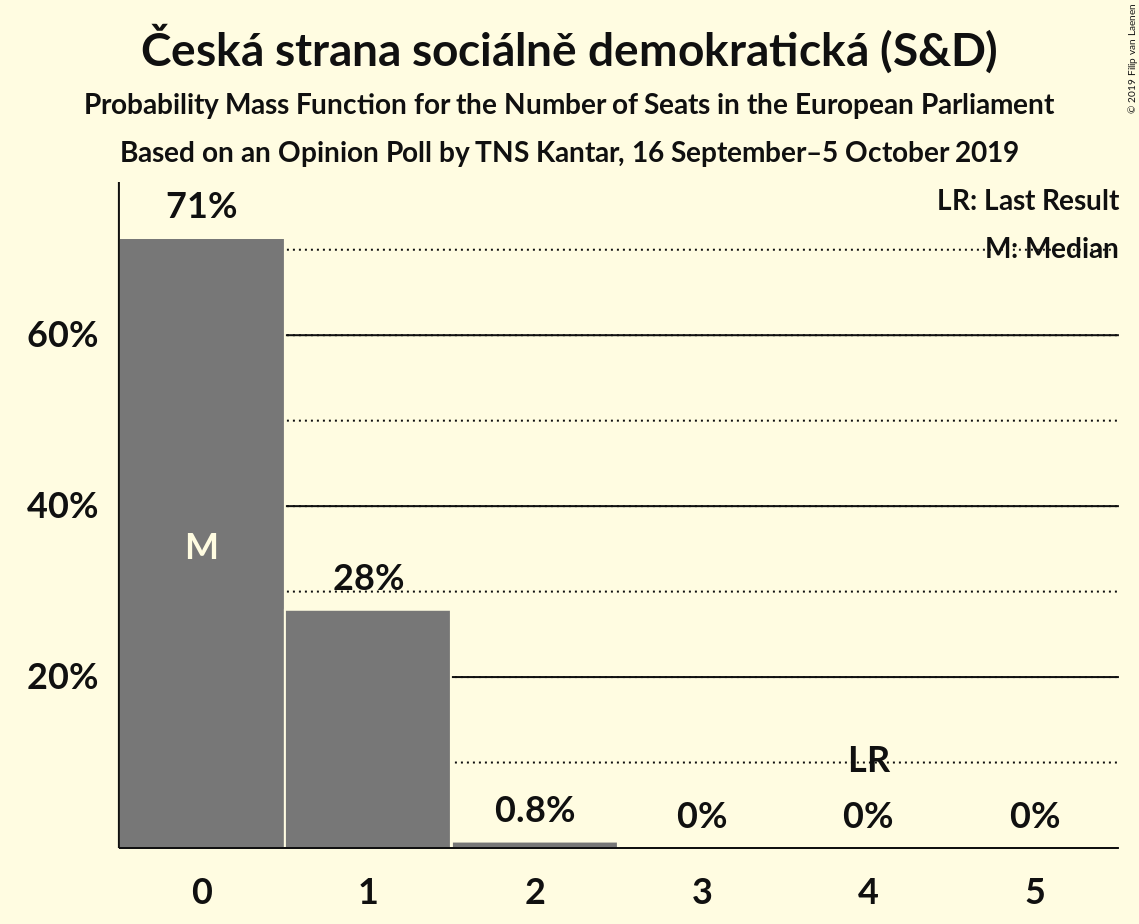 Česká strana sociálně demokratická (S&D)
Probability Mass Function for the Number of Seats in the European Parliament
Based on an Opinion Poll by TNS Kantar, 16 September–5 October 2019
© 2019 Filip van Laenen
LR: Last Result
M: Median
71%
60%
40%
M
28%
20%
LR
0.8%
0%
0%
0%
0
1
2
3
4
5